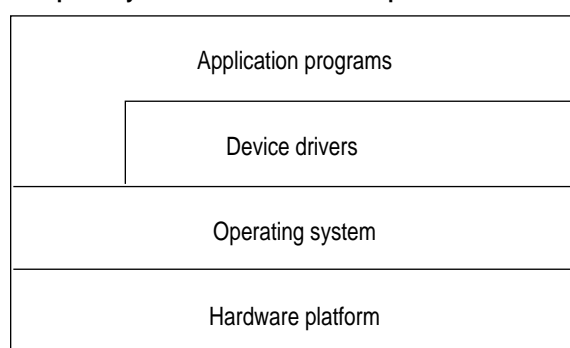 Application programs
Device drivers
Operating system
Hardware platform